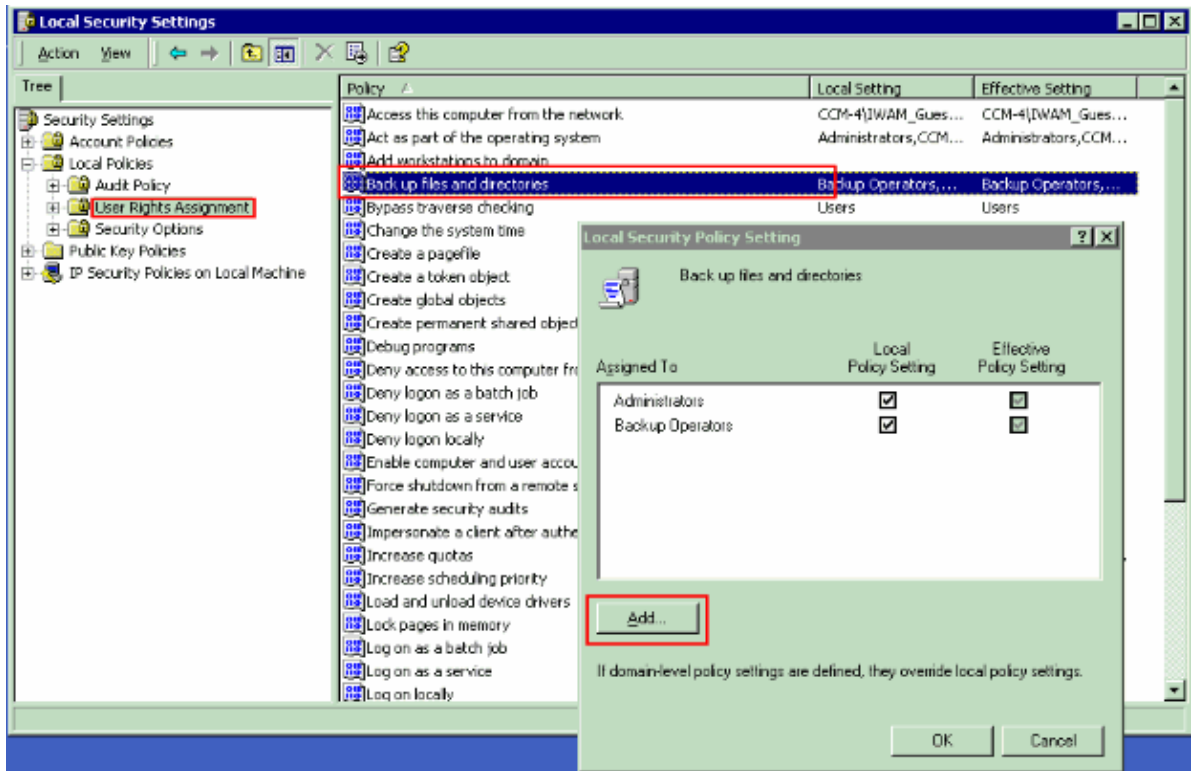 Local Security Settings
Action View
Tree
Security Settings
Account Policies
Local Policies
Audit Policy
User Rights Assignment
Security Options
Public Key Policies
IP Security Policies on Local Machine
Policy Local Setting Effective Setting
Access this computer from the network CCM-4\IWAM_Gues... CCM-4\IWAM_Gues...
Act as part of the operating system Administrators,CCM... Administrators,CCM...
Add workstations to domain
Back up files and directories Backup Operators,... Backup Operators,...
Bypass traverse checking Users Users
Change the system time
Create a pagefile
Create a token object
Create global objects
Create permanent shared object
Debug programs
Deny access to this computer fr
Deny logon as a batch job
Deny logon as a service
Deny logon locally
Enable computer and user accou
Force shutdown from a remote s
Generate security audits
Impersonate a client after authe
Increase quotas
Increase scheduling priority
Load and unload device drivers
Lock pages in memory
Log on as a batch job
Log on as a service
Log on locally
Local Security Policy Setting
Back up files and directories
Assigned To Local Policy Setting Effective Policy Setting
Administrators
Backup Operators
Add...
If domain-level policy settings are defined, they override local policy settings.
OK Cancel